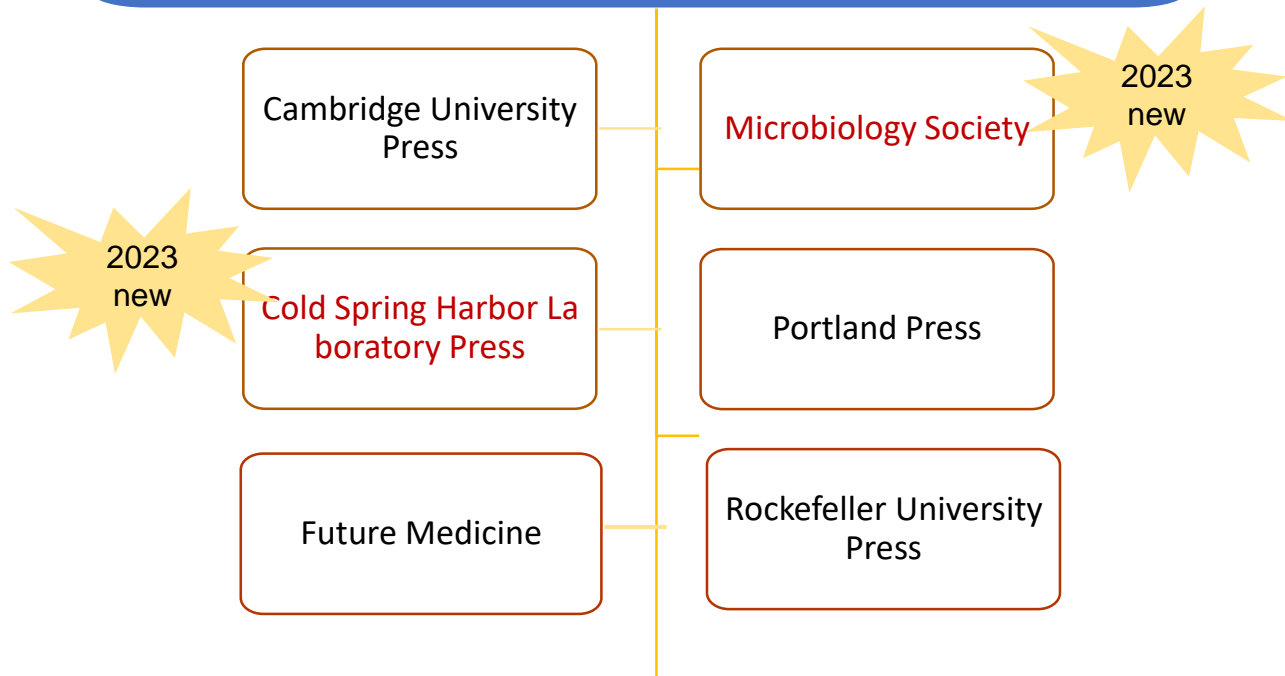 Cambridge University
Press
Microbiology Society
2023
new
2023
new
Cold Spring Harbor La
boratory Press
Portland Press
Future Medicine
Rockefeller University
Press